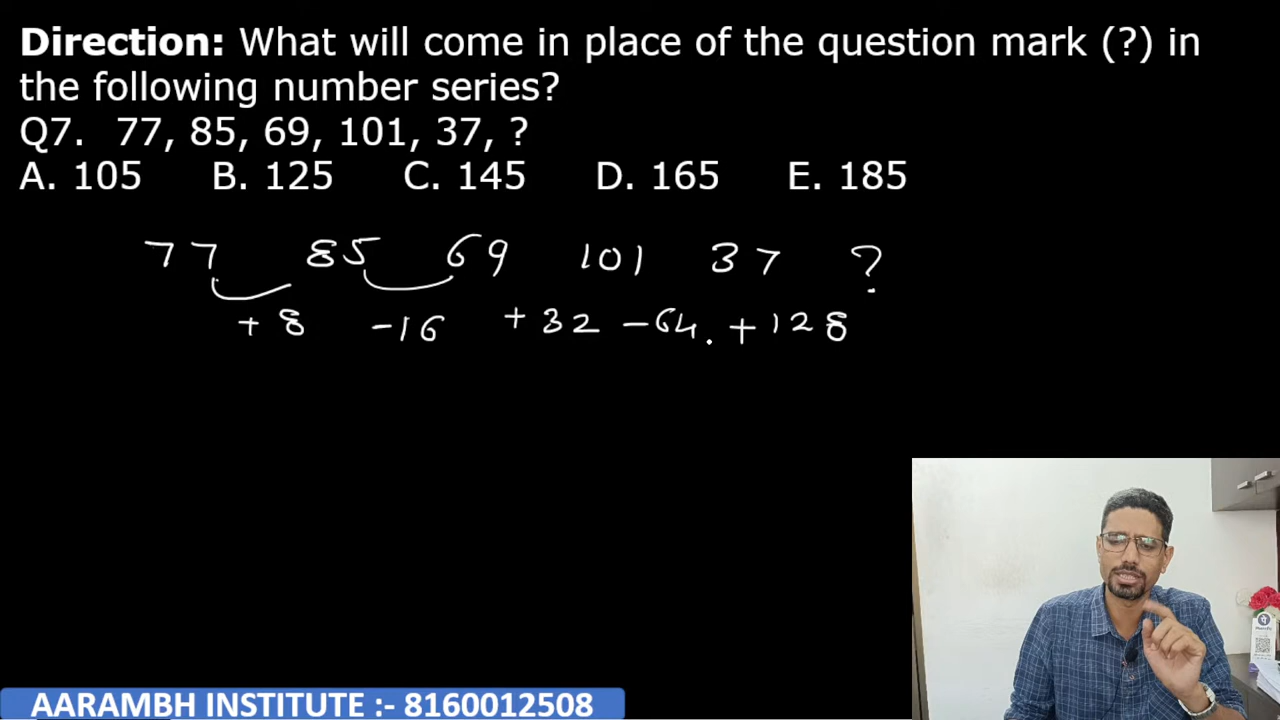 Direction: What will come in place of the question mark (?) in
the following number series?
Q7. 77, 85, 69, 101, 37, ?
A. 105 B. 125 C. 145 D. 165 E. 185
77 85 69 101 37 ?
+8 -16 +32 -64. +128
AARAMBH INSTITUTE :- 8160012508